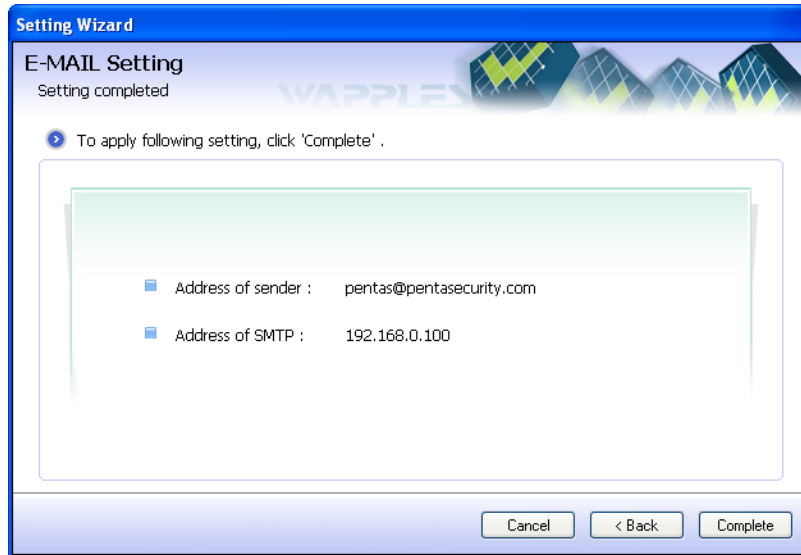 Setting Wizard
E-MAIL Setting
Setting completed
WAPPLES
To apply following setting, click 'Complete' .
Address of sender : pentas@pentasecurity.com
Address of SMTP : 192.168.0.100
Cancel < Back Complete